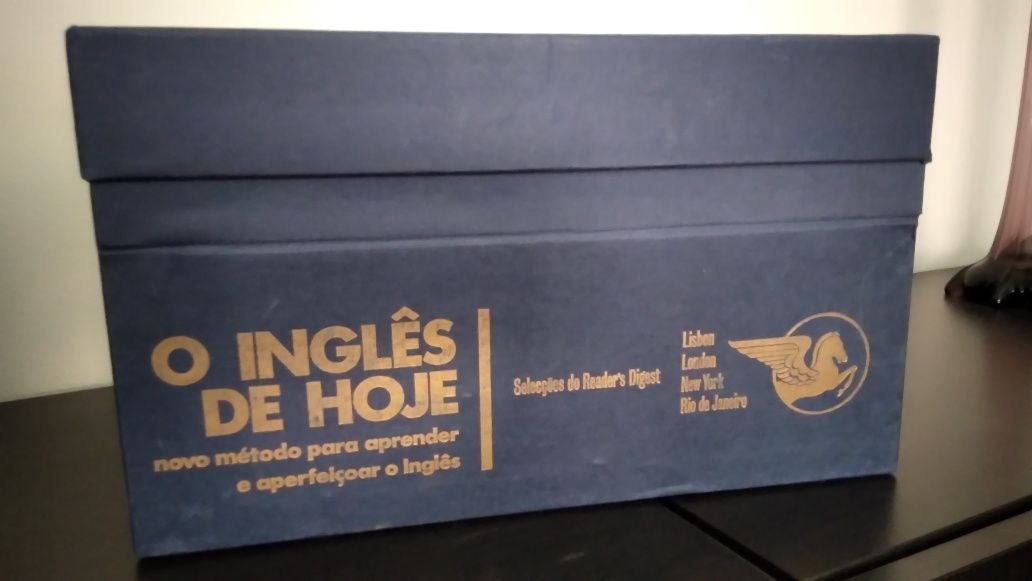 O INGLÊS
DE HOJE
novo método para aprender
e aperfeiçoar o Inglês
Selecções do Reader's Digest
Lisbon
London
New York
Rio de Janeiro